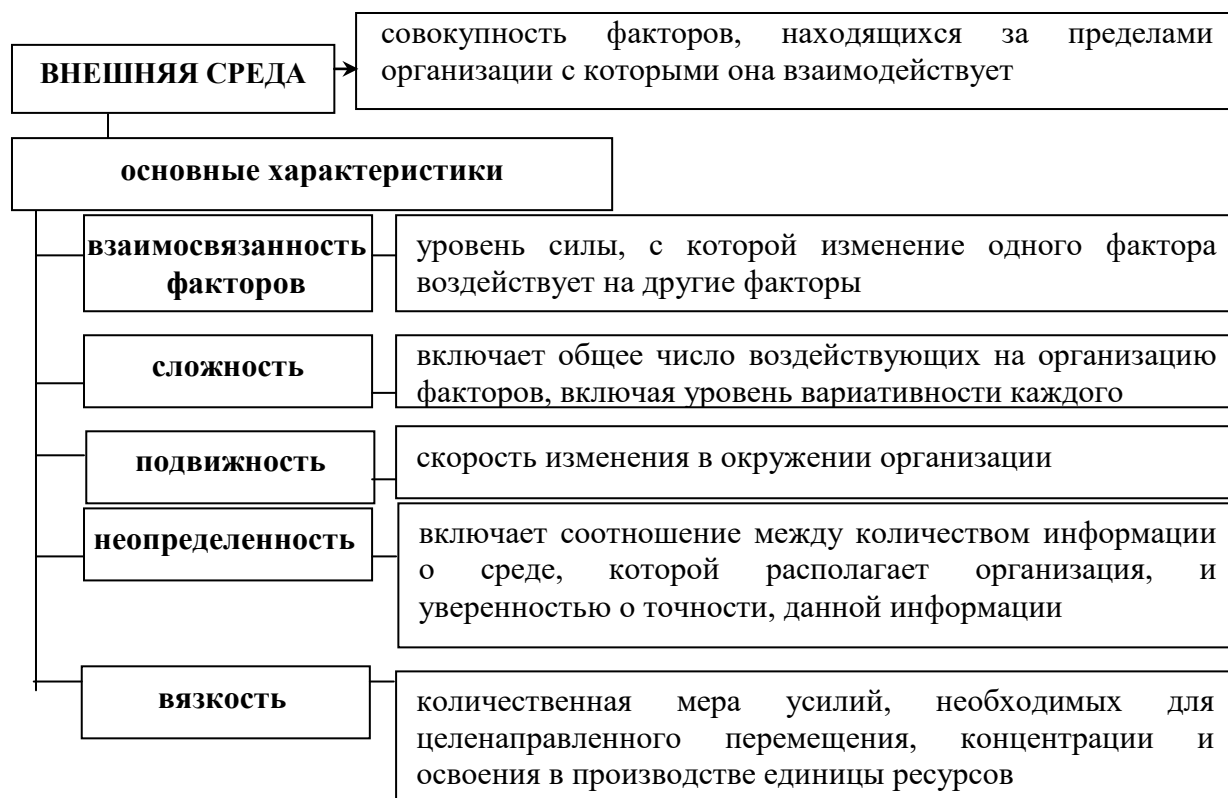 совокупность факторов, находящихся за пределами
организации с которыми она взаимодействует
ВНЕШНЯЯ СРЕДА
основные характеристики
взаимосвязанность
факторов
уровень силы, с которой изменение одного фактора
воздействует на другие факторы
сложность
включает общее число воздействующих на организацию
факторов, включая уровень вариативности каждого
подвижность
скорость изменения в окружении организации
неопределенность
включает соотношение между количеством информации
о среде, которой располагает организация, и
уверенностью о точности, данной информации
вязкость
количественная мера усилий, необходимых для
целенаправленного перемещения, концентрации и
освоения в производстве единицы ресурсов